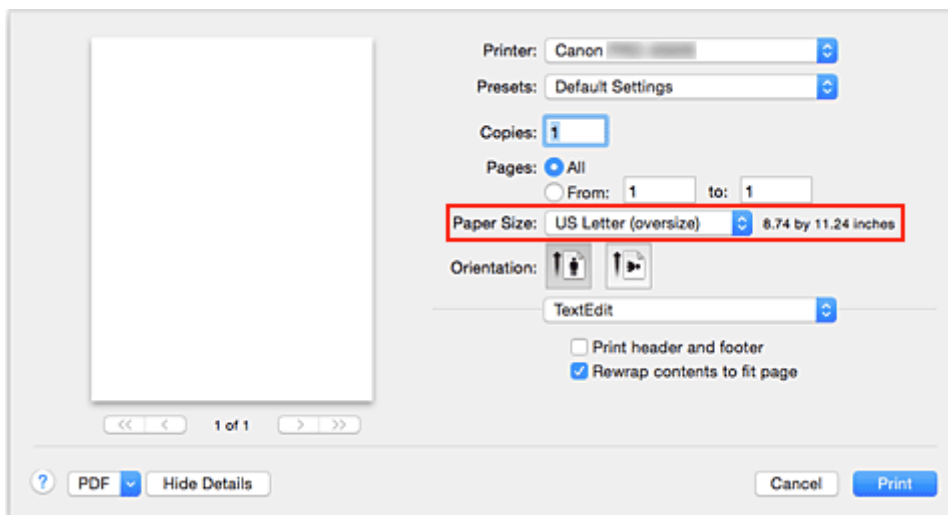 Printer: Canon
Presets: Default Settings
Copies: 1
Pages: All
From: 1 to: 1
Paper Size: US Letter (oversize) 8.74 by 11.24 inches
Orientation:
TextEdit
Print header and footer
Rewrap contents to fit page
<< < 1 of 1 > >>
? PDF Hide Details Cancel Print